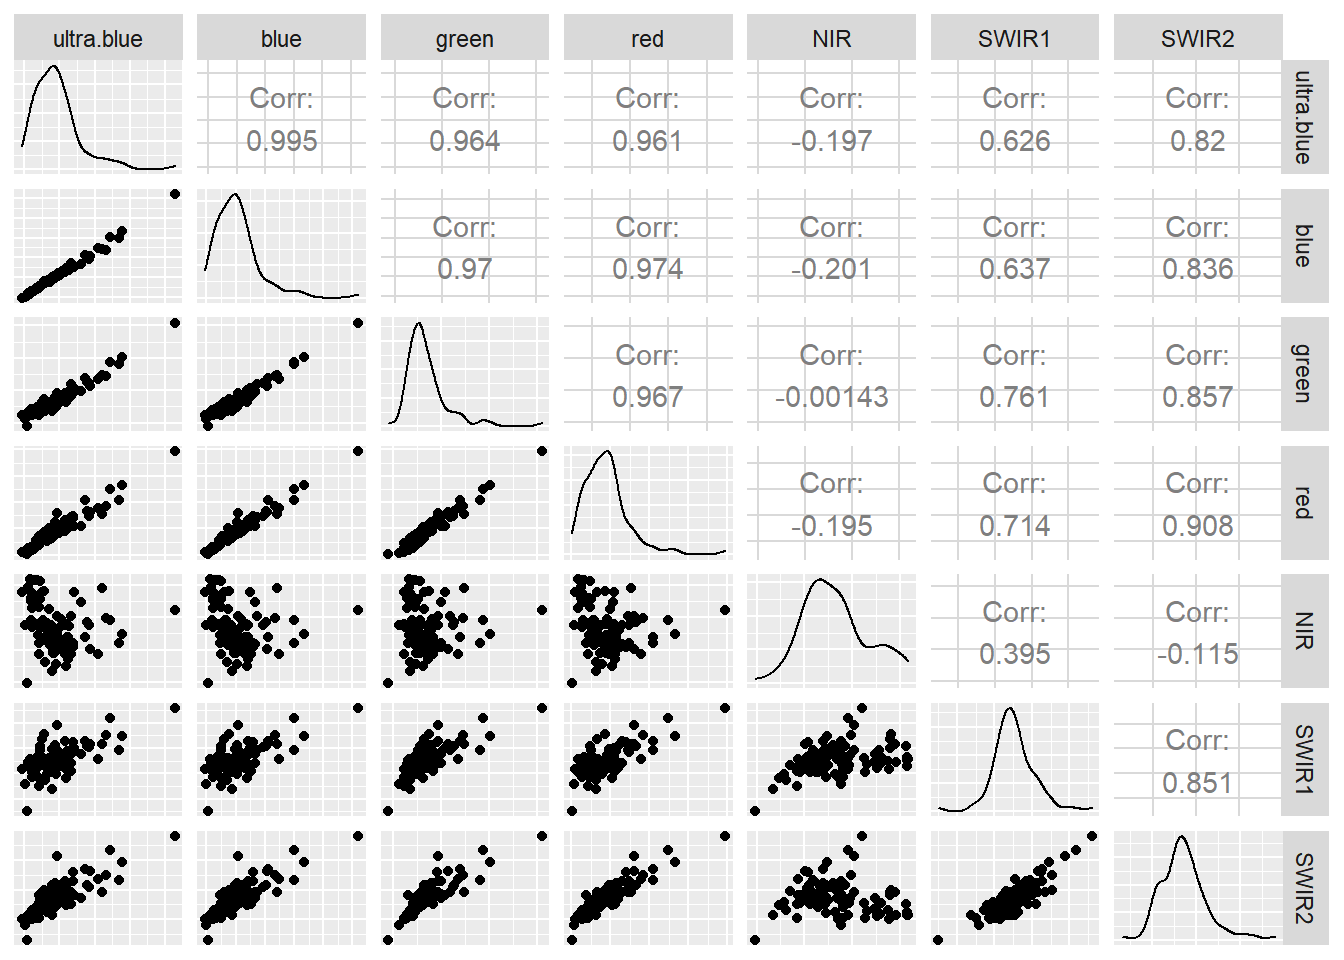 ultra.blue blue green red NIR SWIR1 SWIR2
Corr: Corr: Corr: Corr: Corr: Corr:
0.995 0.964 0.961 -0.197 0.626 0.82
ultra.blue
Corr: Corr: Corr: Corr: Corr:
0.97 0.974 -0.201 0.637 0.836
blue
Corr: Corr: Corr: Corr:
0.967 -0.00143 0.761 0.857
green
Corr: Corr: Corr:
-0.195 0.714 0.908
red
Corr: Corr:
0.395 -0.115
NIR
Corr:
0.851
SWIR1
SWIR2